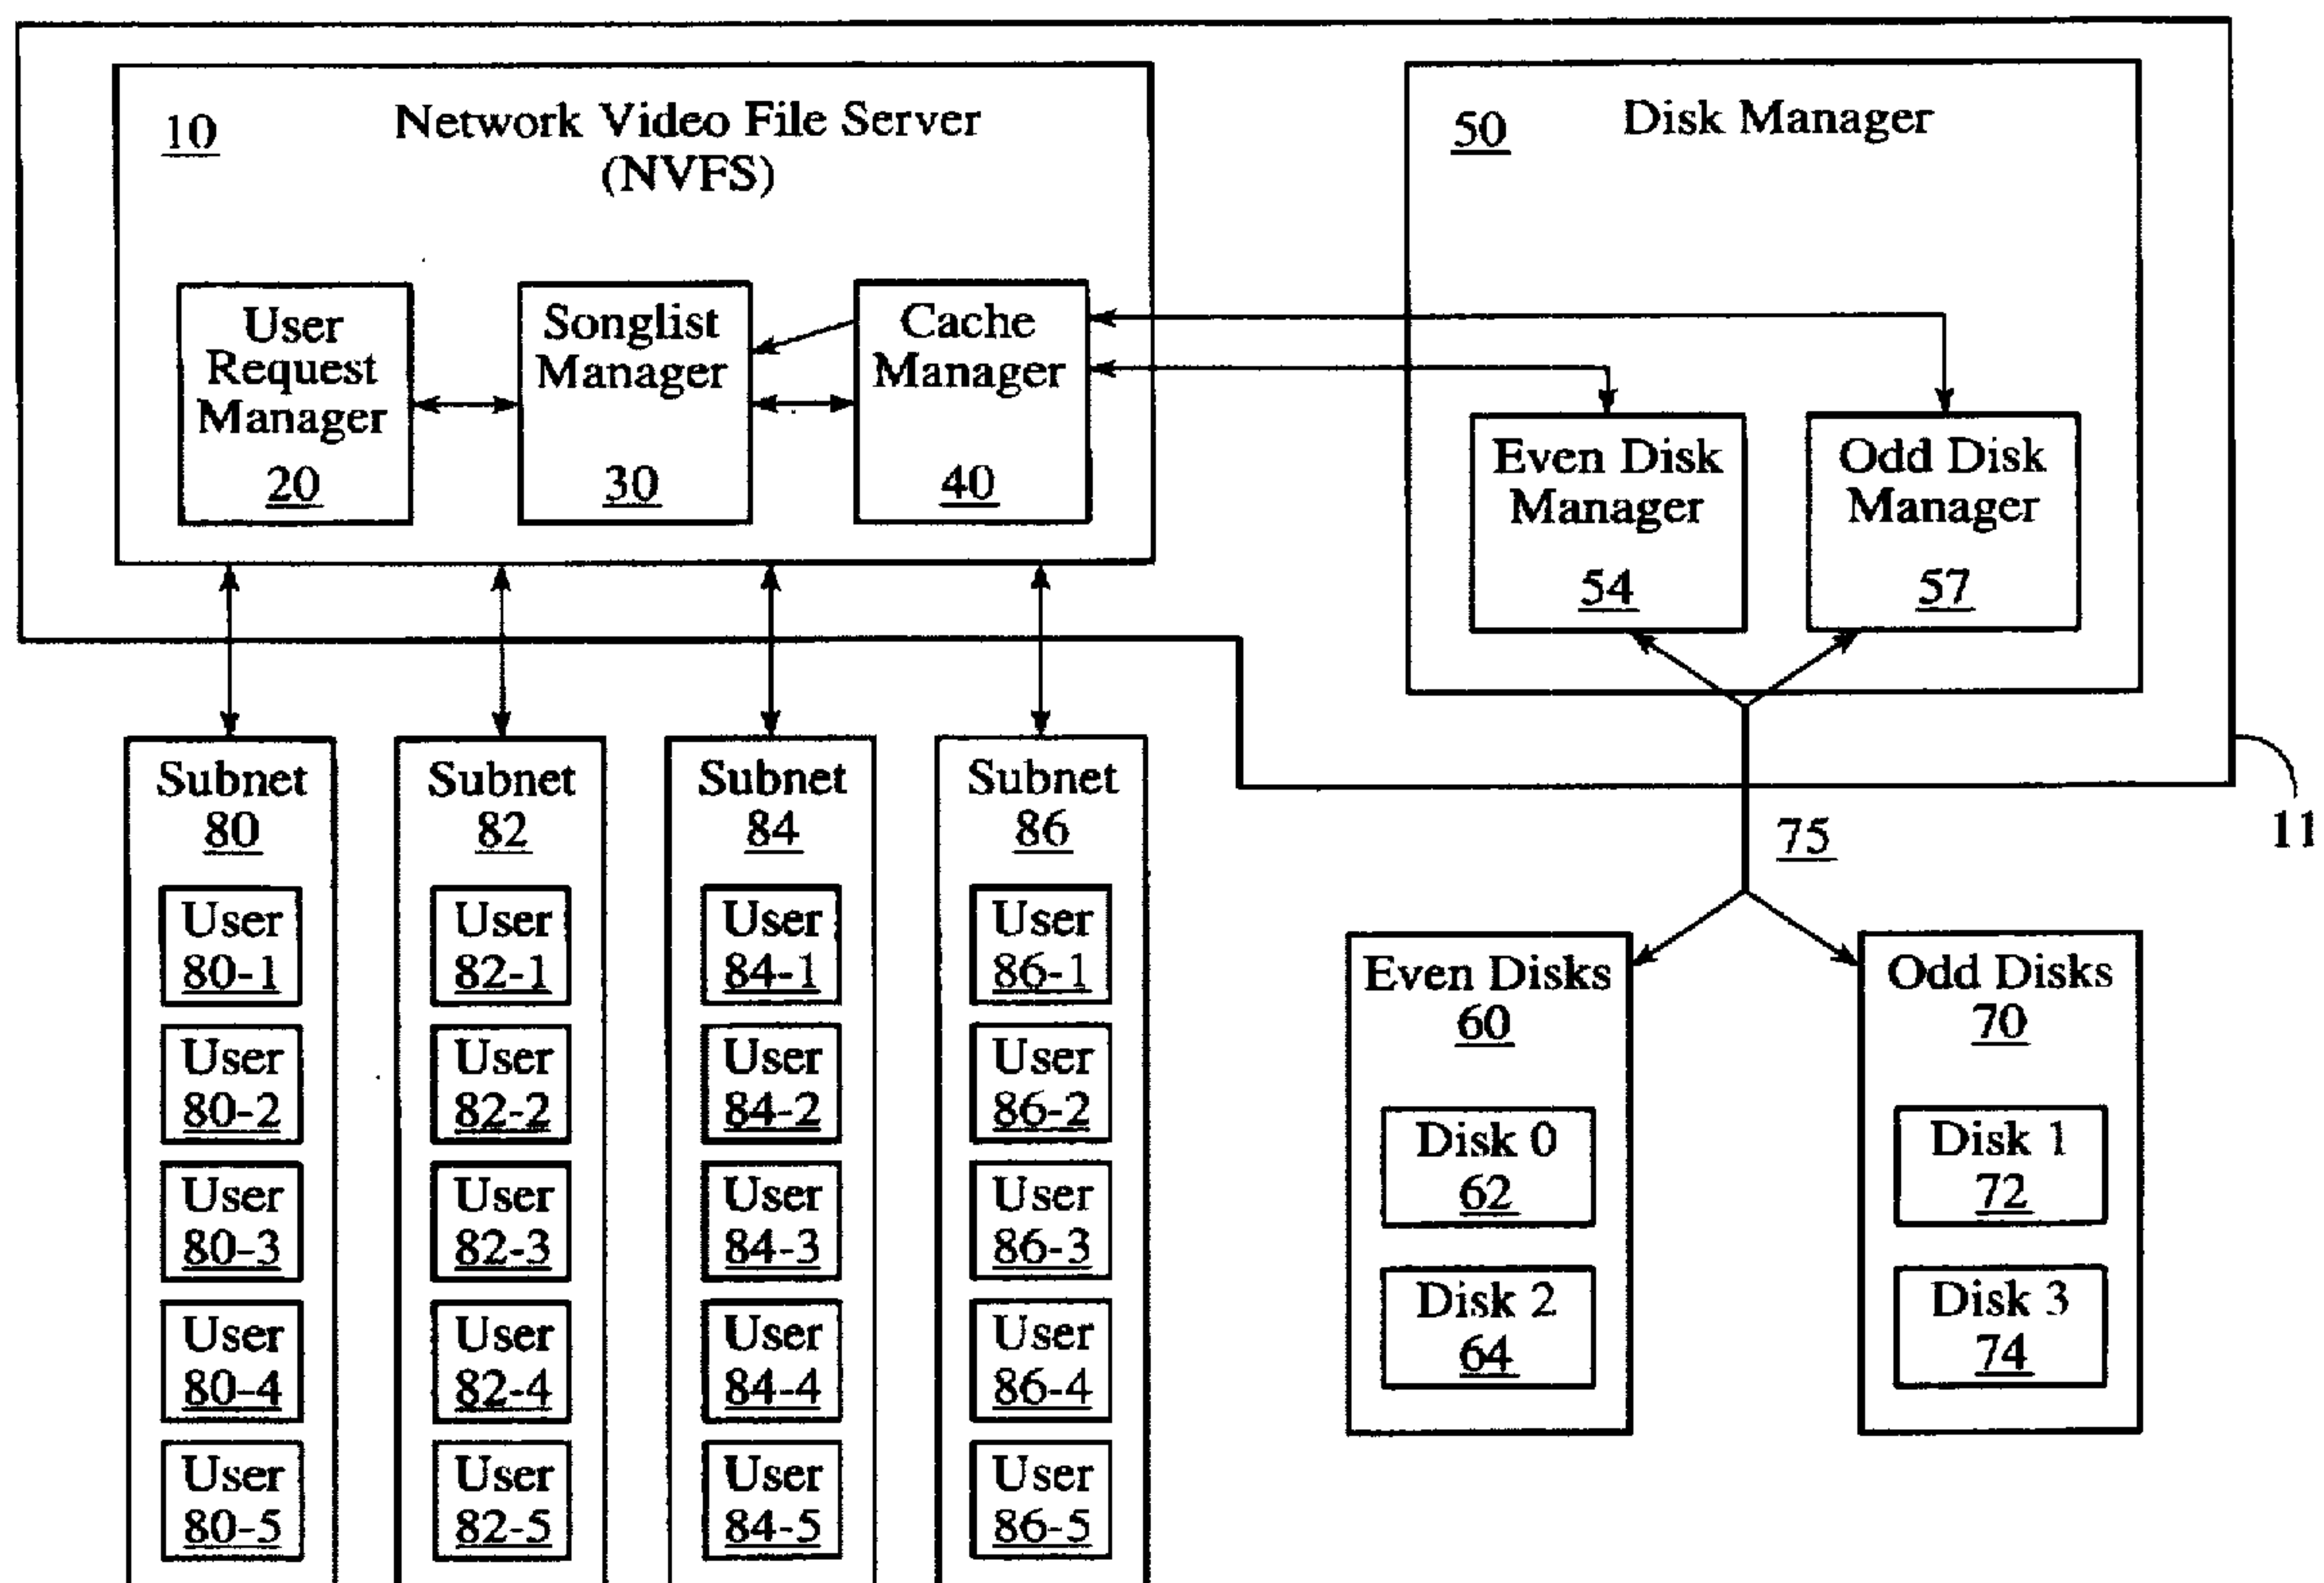 10
Network Video File Server
(NVFS)
User
Request
Manager
20
Songlist
Manager
30
Cache
Manager
40
50
Disk Manager
Even Disk
Manager
54
Odd Disk
Manager
57
11
75
Subnet
80
User
80-1
User
80-2
User
80-3
User
80-4
User
80-5
Subnet
82
User
82-1
User
82-2
User
82-3
User
82-4
User
82-5
Subnet
84
User
84-1
User
84-2
User
84-3
User
84-4
User
84-5
Subnet
86
User
86-1
User
86-2
User
86-3
User
86-4
User
86-5
Even Disks
60
Disk 0
62
Disk 2
64
Odd Disks
70
Disk 1
72
Disk 3
74